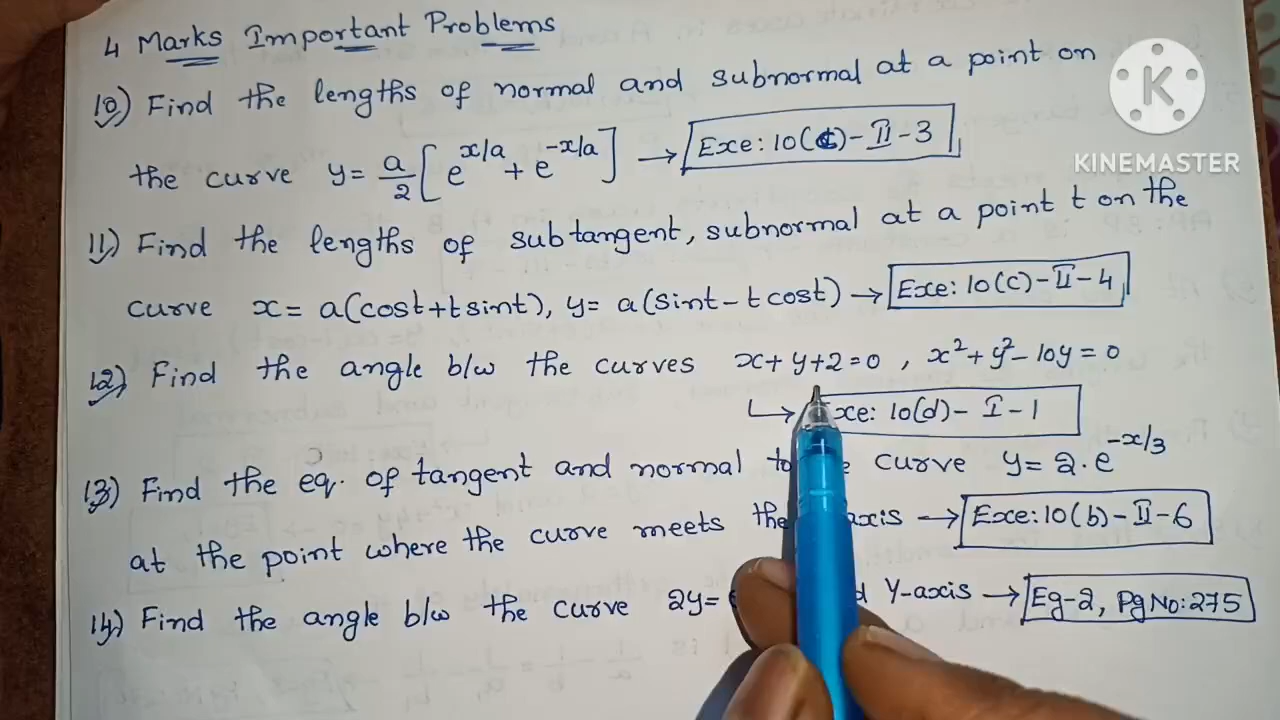 4 Marks Important Problems
10) Find the lengths of normal and subnormal at a point on
the curve y = a/2 [e^x/a + e^-x/a] → Exe: 10(c)-II-3
11) Find the lengths of subtangent, subnormal at a point t on the
curve x = a(cost+tsint), y = a(sint-tcost) → Exe: 10(c)-II-4
12) Find the angle b/w the curves x+y+2=0, x²+y²-10y=0
↳ Exe: 10(d)-I-1
13) Find the eq. of tangent and normal to curve y = 2.e^-x/3
at the point where the curve meets the axis → Exe: 10(b)-II-6
14) Find the angle b/w the curve 2y= Y-axis → Eg-2, Pg No: 275
K
KINEMASTER